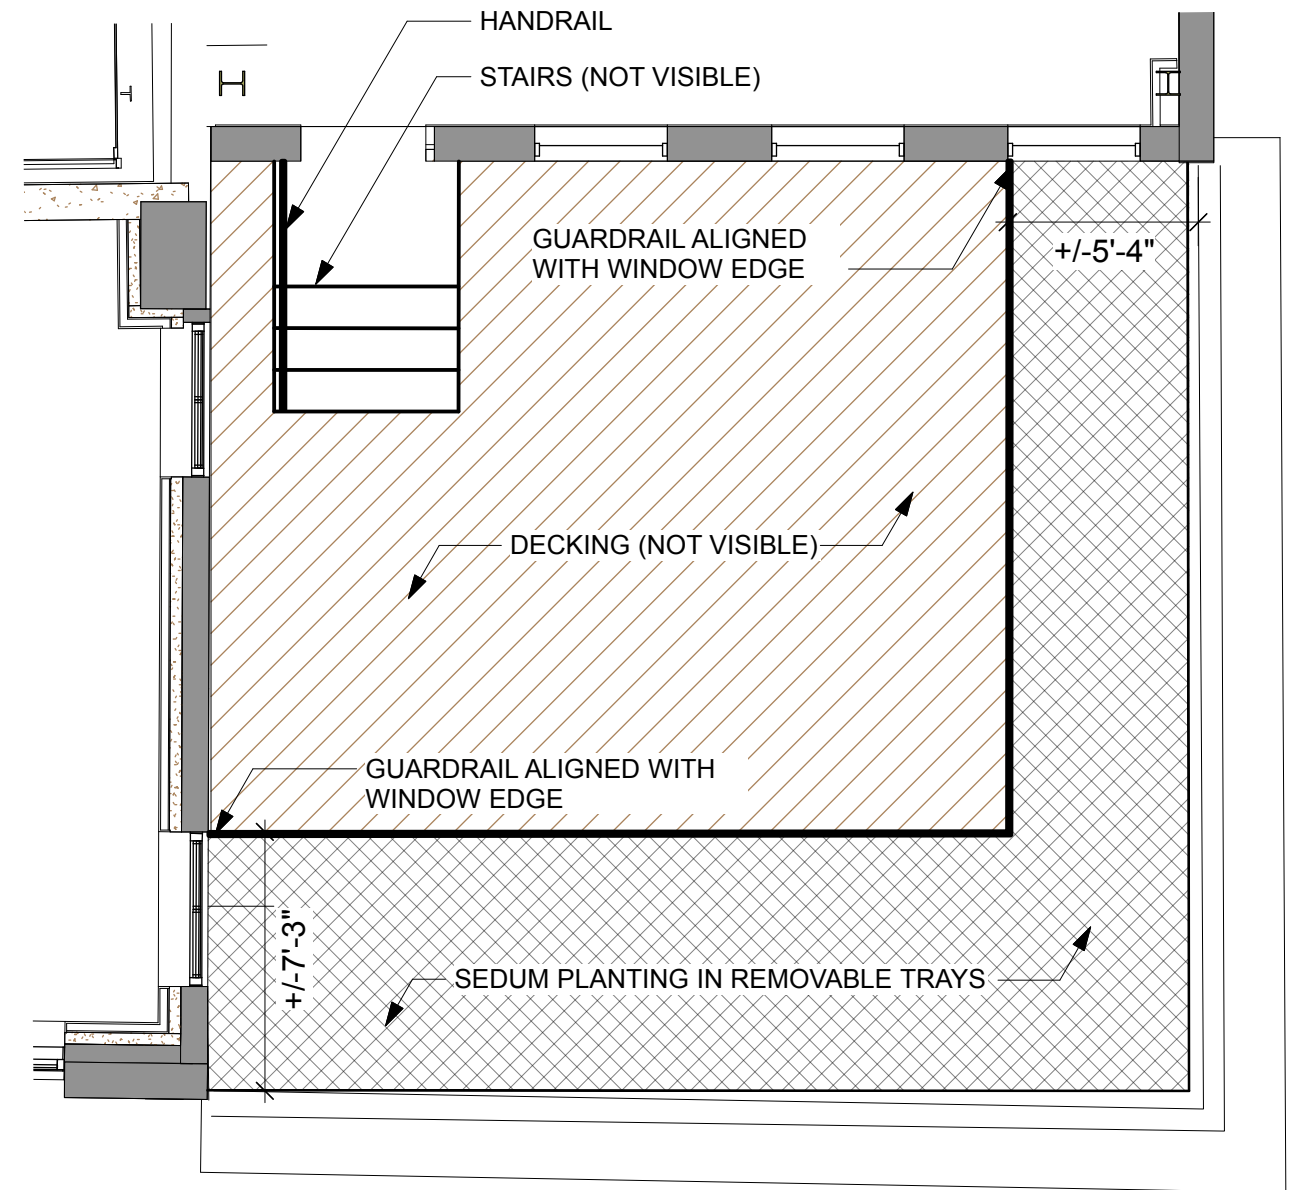 HANDRAIL
STAIRS (NOT VISIBLE)
GUARDRAIL ALIGNED
WITH WINDOW EDGE
+/-5'-4"
DECKING (NOT VISIBLE)
GUARDRAIL ALIGNED WITH
WINDOW EDGE
+/-7'-3"
SEDUM PLANTING IN REMOVABLE TRAYS